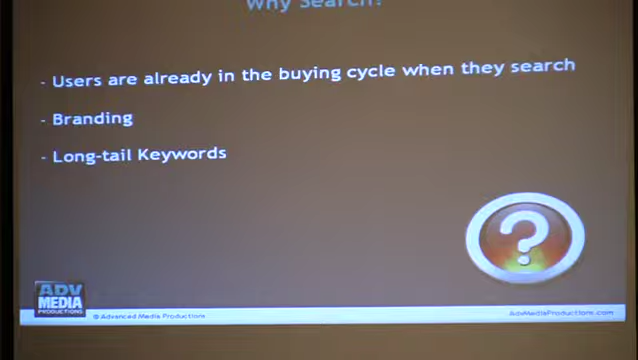 Why Search?
- Users are already in the buying cycle when they search
- Branding
- Long-tail Keywords
?
ADV
MEDIA
PRODUCTIONS
© Advanced Media Productions
AdvMediaProductions.com